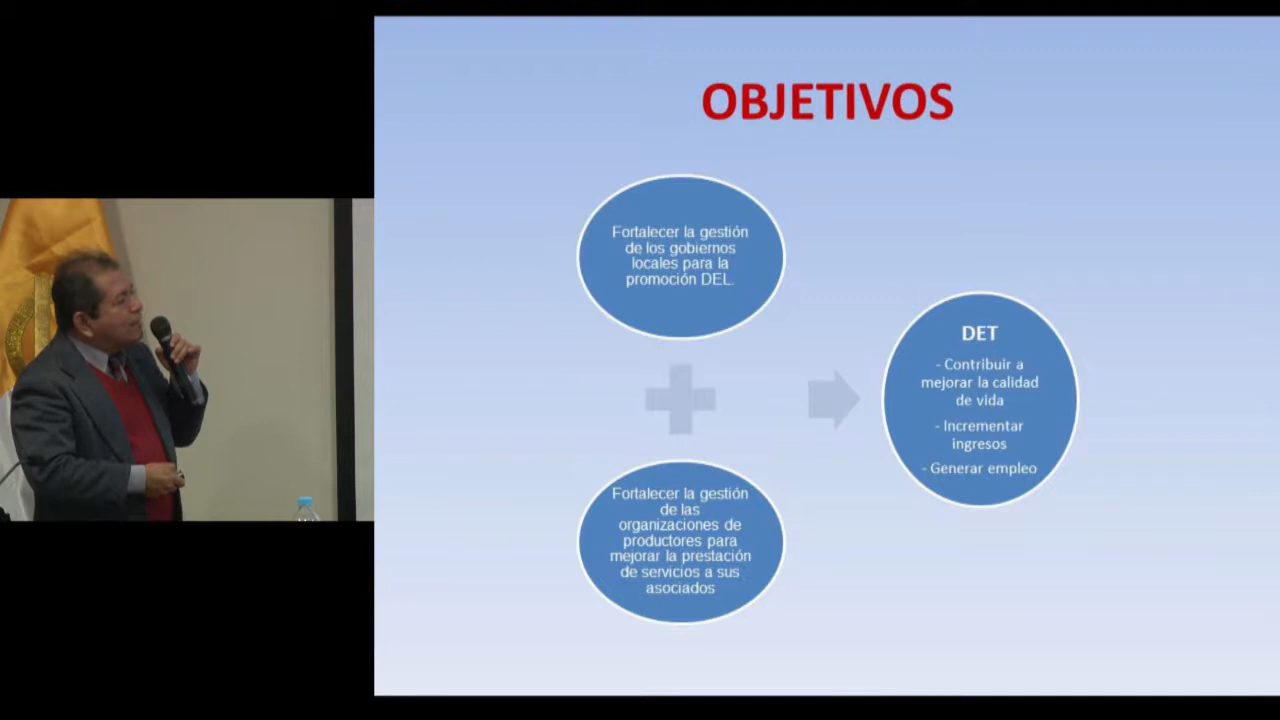 OBJETIVOS
Fortalecer la gestión
de los gobiernos
locales para la
promoción DEL.
Fortalecer la gestión
de las
organizaciones de
productores para
mejorar la prestación
de servicios a sus
asociados
DET
- Contribuir a
mejorar la calidad
de vida
- Incrementar
ingresos
- Generar empleo